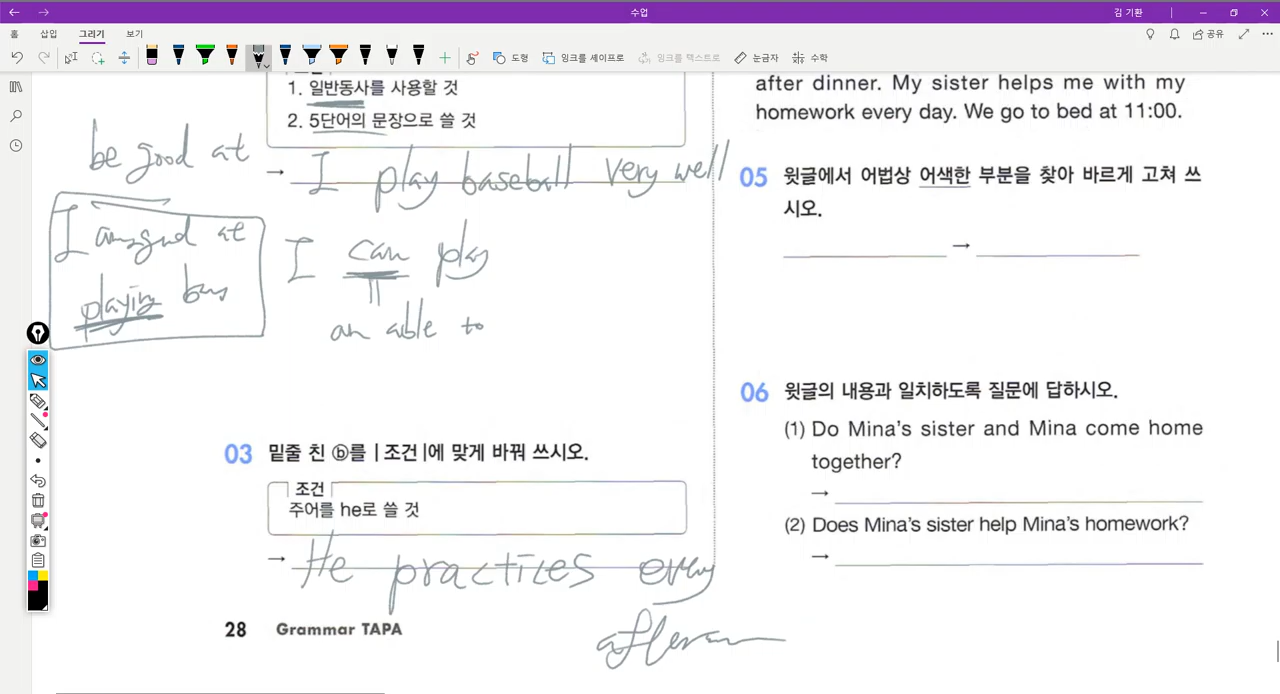 수업
김 기환
홈 삽입 그리기 보기
공유
도형 잉크를 셰이프로 잉크를 텍스트로 눈금자 수학
1. 일반동사를 사용할 것
2. 5단어의 문장으로 쓸 것
be good at
→ I play baseball very well
I am good at
playing
I can play
an able to
03 밑줄 친 ⓑ를 |조건|에 맞게 바꿔 쓰시오.
조건
주어를 he로 쓸 것
→ He practices every
28 Grammar TAPA
after dinner. My sister helps me with my
homework every day. We go to bed at 11:00.
05 윗글에서 어법상 어색한 부분을 찾아 바르게 고쳐 쓰
시오.
→
06 윗글의 내용과 일치하도록 질문에 답하시오.
(1) Do Mina's sister and Mina come home
together?
→
(2) Does Mina's sister help Mina's homework?
→